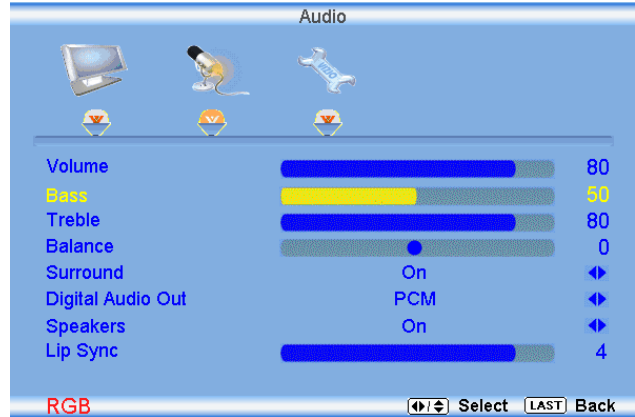 Audio
VIZIO
Volume 80
Bass 50
Treble 80
Balance 0
Surround On
Digital Audio Out PCM
Speakers On
Lip Sync 4
RGB Select LAST Back